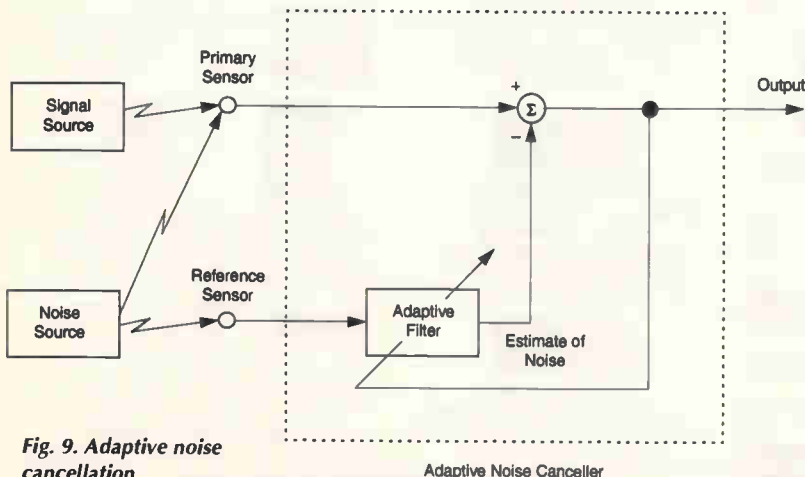 Primary
Sensor
Signal
Source
+
Σ
−
Output
Noise
Source
Reference
Sensor
Adaptive
Filter
Estimate of
Noise
Fig. 9. Adaptive noise
cancellation
Adaptive Noise Canceller